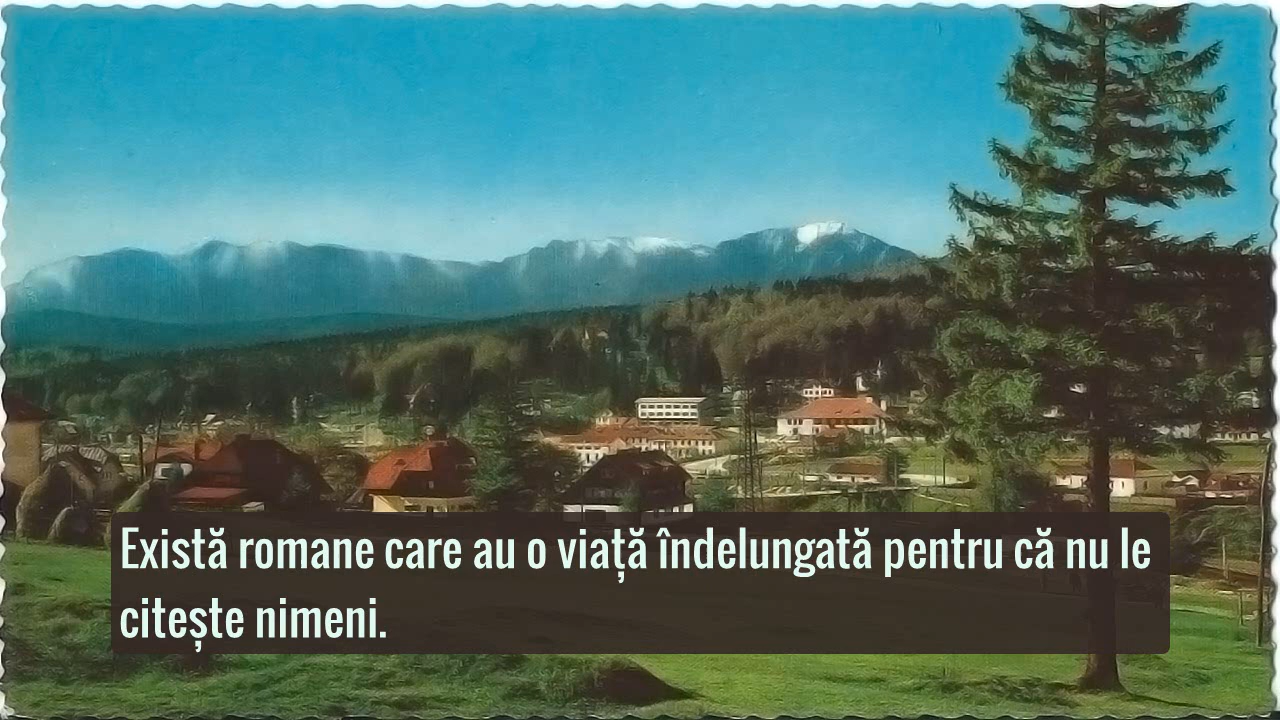 Există romane care au o viață îndelungată pentru că nu le
citește nimeni.